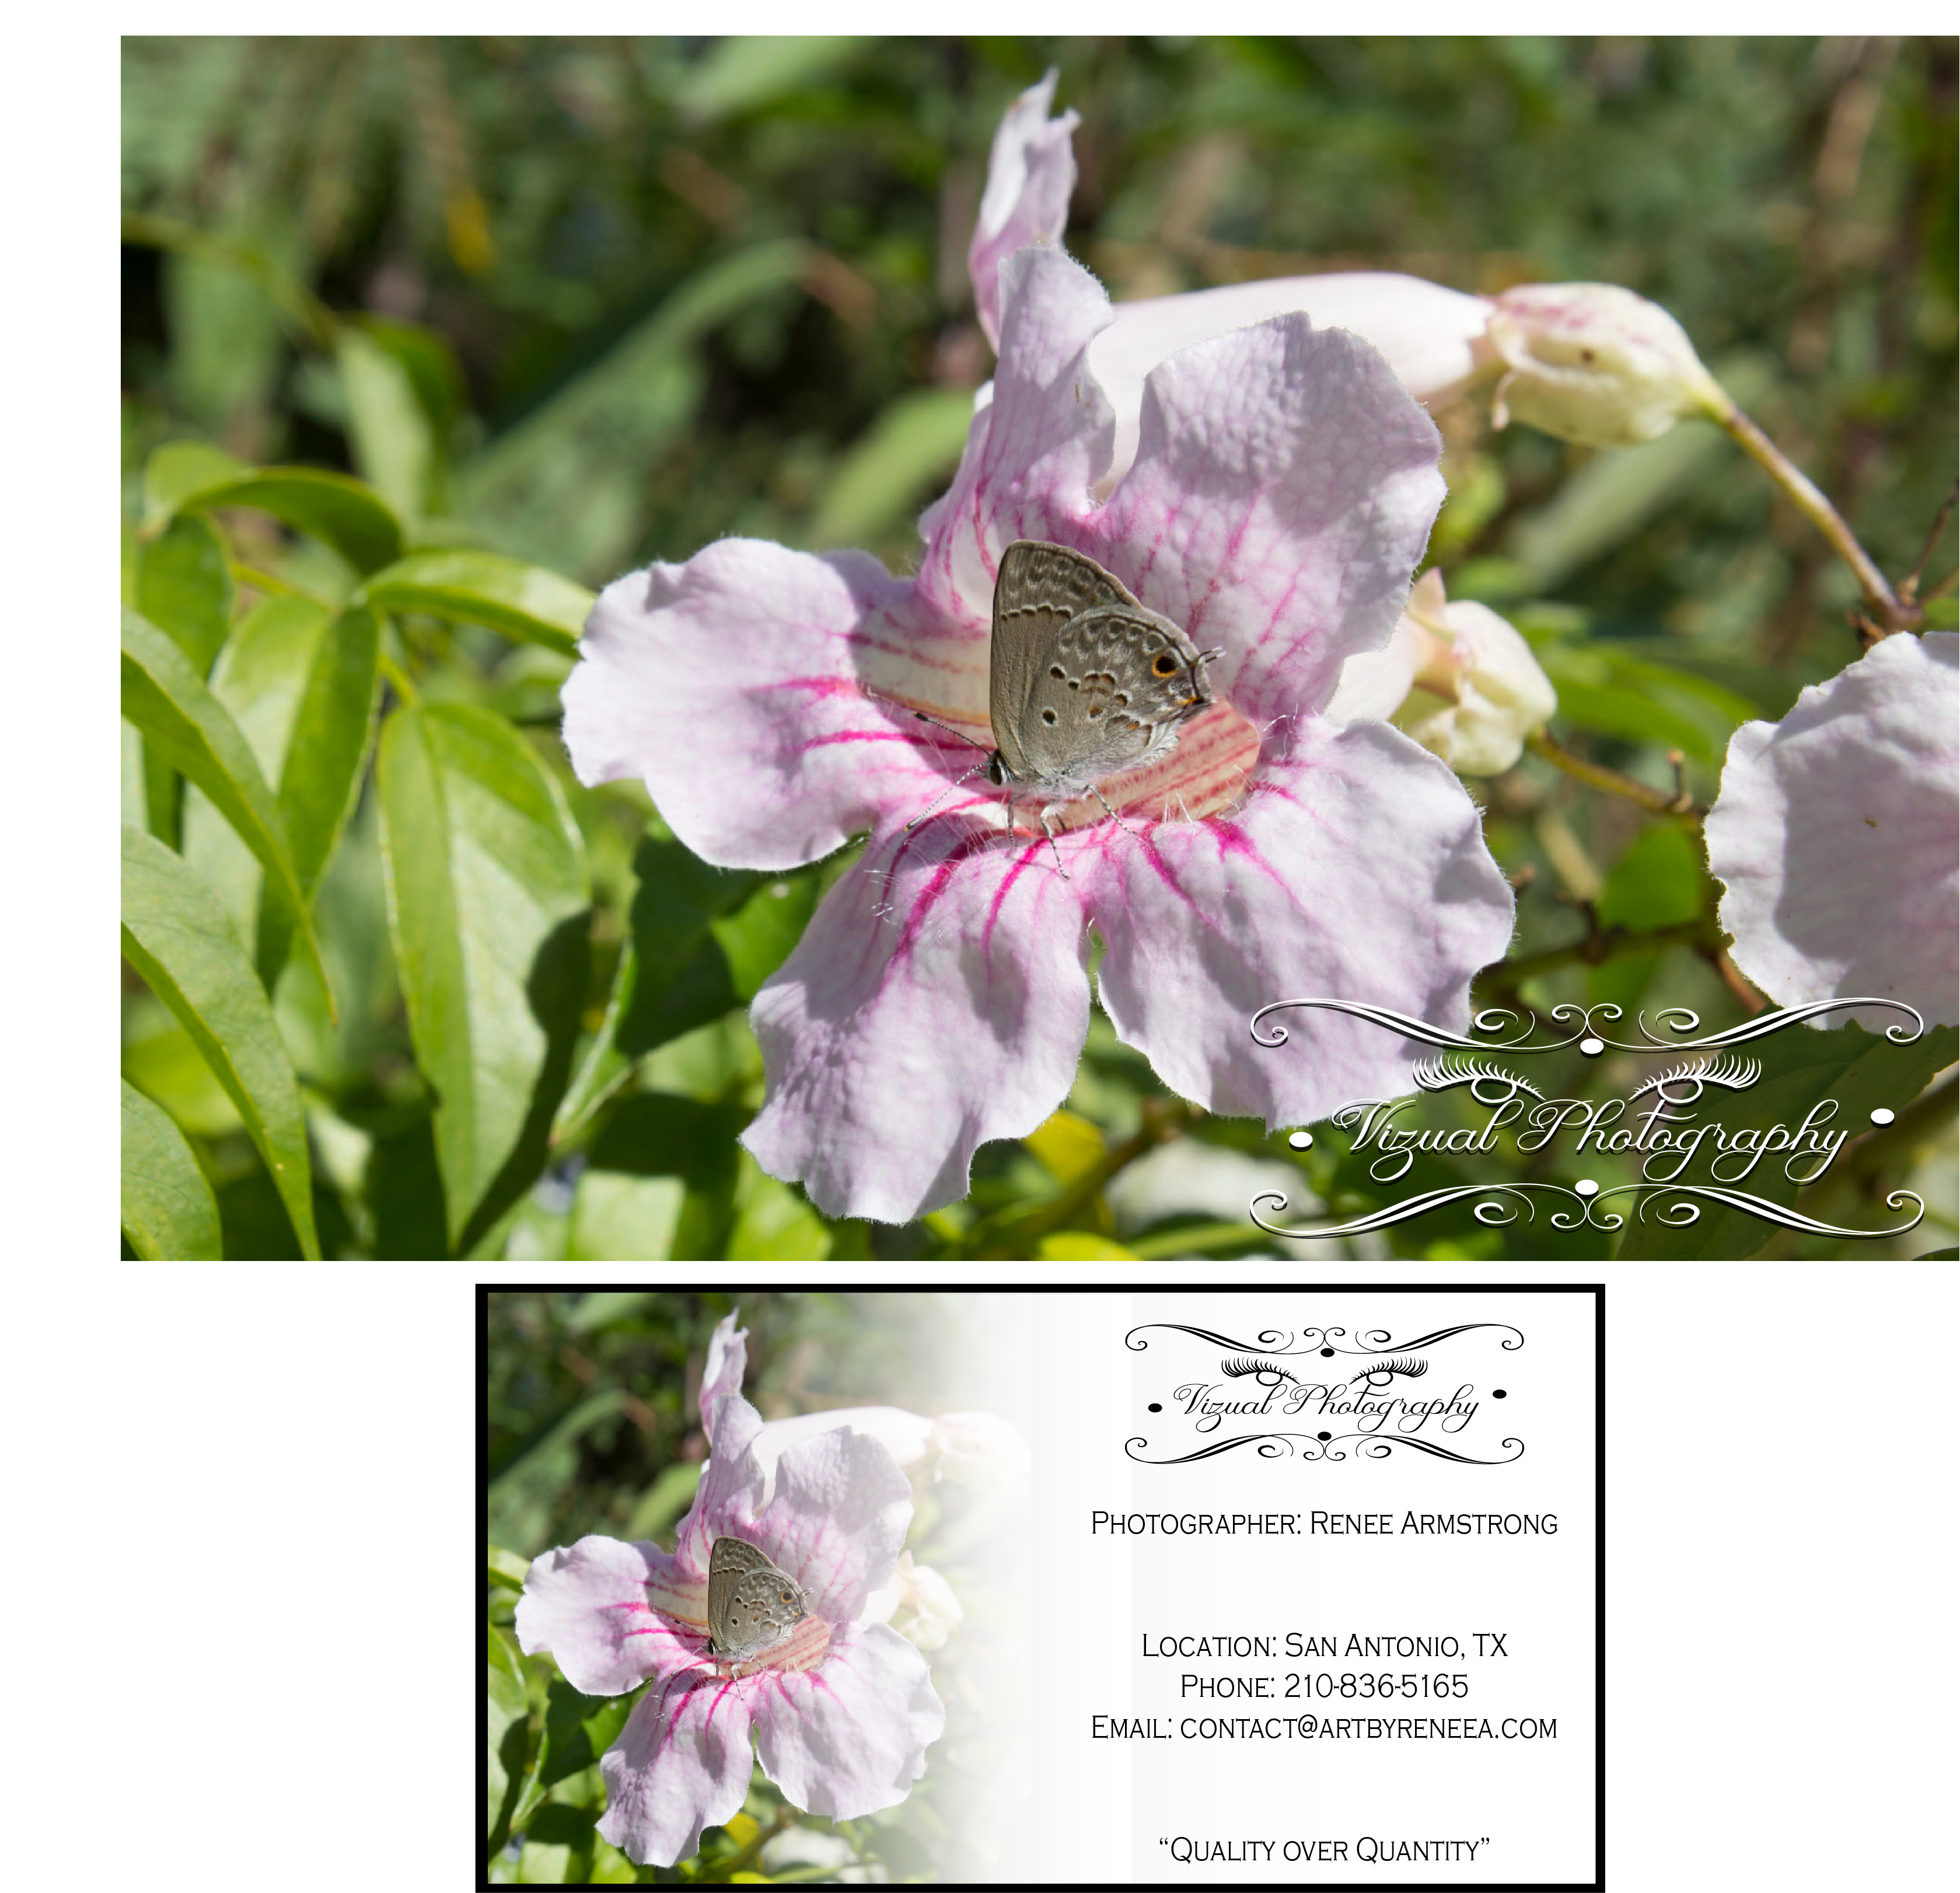 Vizual Photography
Vizual Photography
Photographer: Renee Armstrong
Location: San Antonio, TX
Phone: 210-836-5165
Email: contact@artbyreneea.com
“Quality over Quantity”